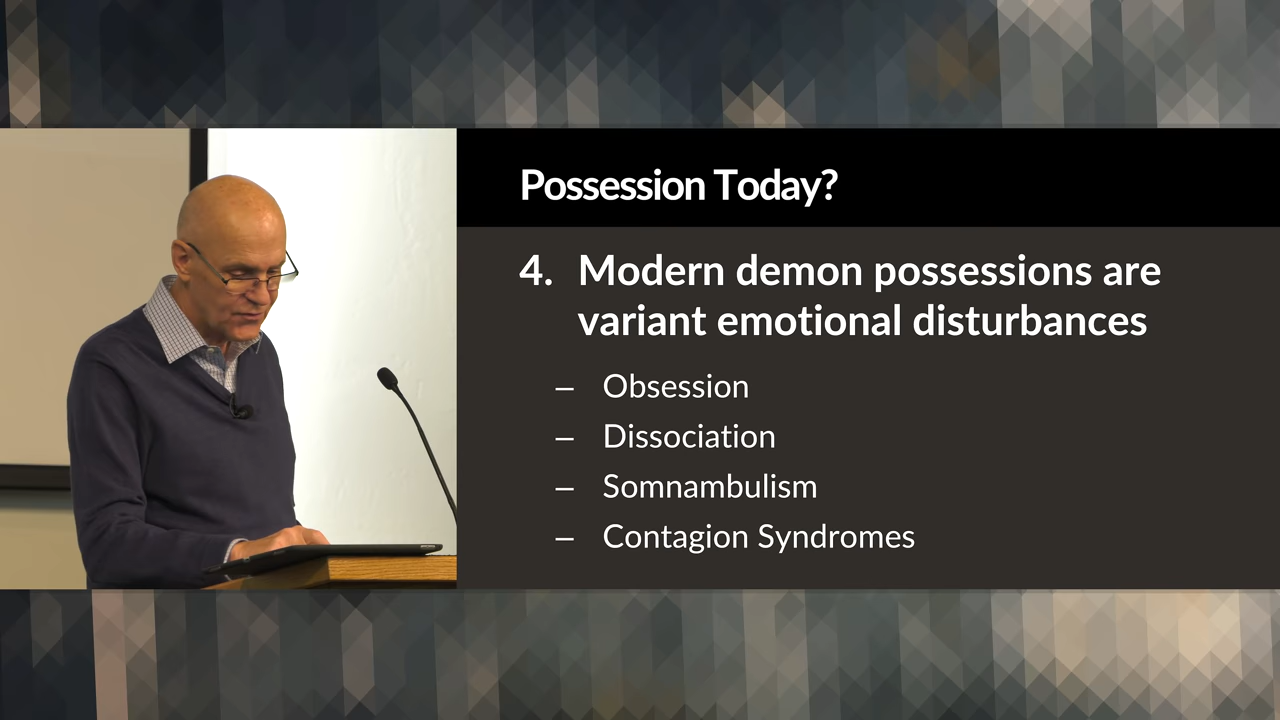 Possession Today?
4. Modern demon possessions are
variant emotional disturbances
– Obsession
– Dissociation
– Somnambulism
– Contagion Syndromes